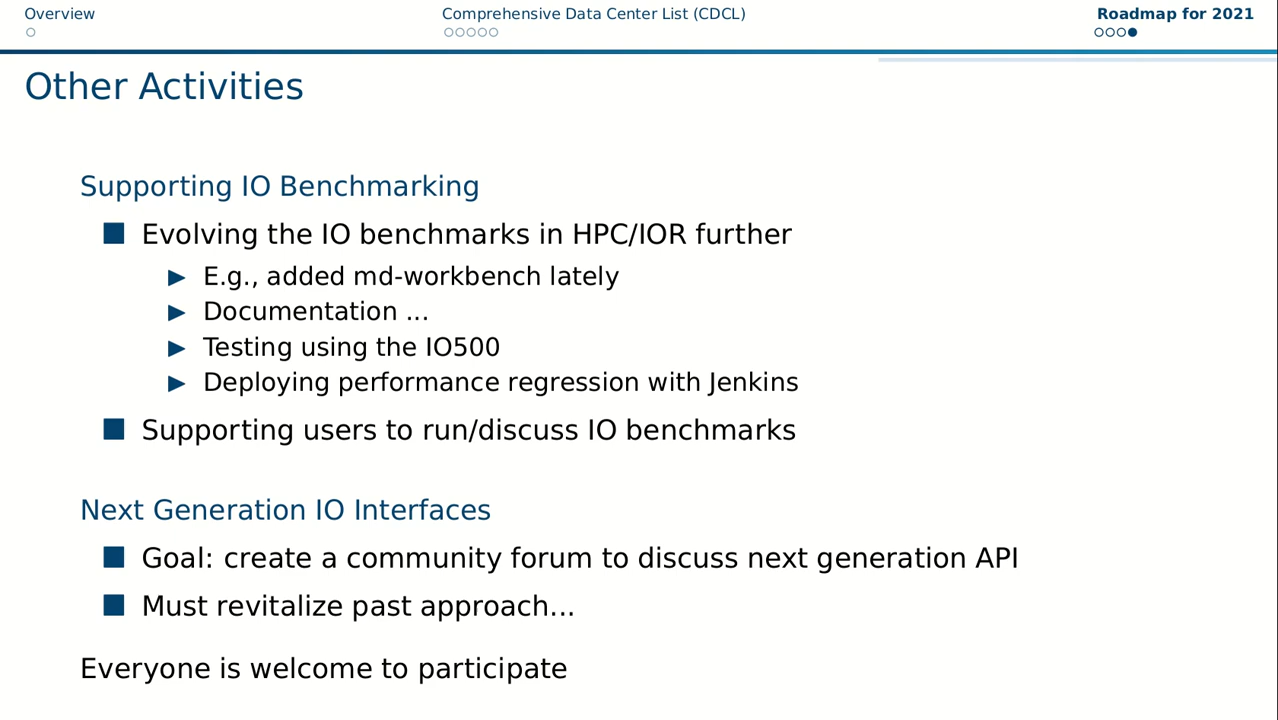 Overview
Comprehensive Data Center List (CDCL)
Roadmap for 2021
Other Activities
Supporting IO Benchmarking
Evolving the IO benchmarks in HPC/IOR further
E.g., added md-workbench lately
Documentation ...
Testing using the IO500
Deploying performance regression with Jenkins
Supporting users to run/discuss IO benchmarks
Next Generation IO Interfaces
Goal: create a community forum to discuss next generation API
Must revitalize past approach...
Everyone is welcome to participate